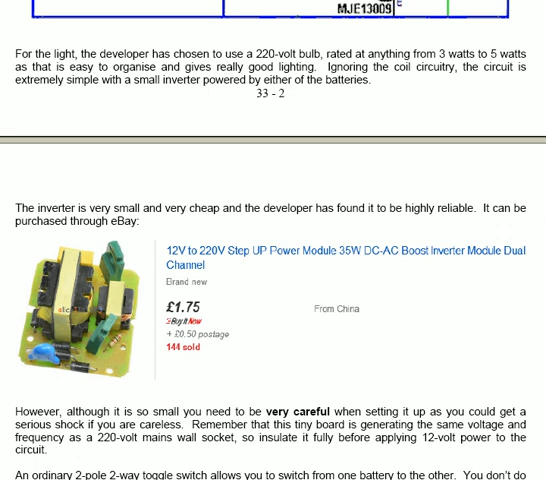 MJE13009
E
For the light, the developer has chosen to use a 220-volt bulb, rated at anything from 3 watts to 5 watts
as that is easy to organise and gives really good lighting. Ignoring the coil circuitry, the circuit is
extremely simple with a small inverter powered by either of the batteries.
33 - 2
The inverter is very small and very cheap and the developer has found it to be highly reliable. It can be
purchased through eBay:
12V to 220V Step UP Power Module 35W DC-AC Boost Inverter Module Dual
Channel
Brand new
£1.75
From China
Buy It Now
+ £0.50 postage
144 sold
However, although it is so small you need to be very careful when setting it up as you could get a
serious shock if you are careless. Remember that this tiny board is generating the same voltage and
frequency as a 220-volt mains wall socket, so insulate it fully before applying 12-volt power to the
circuit.
An ordinary 2-pole 2-way toggle switch allows you to switch from one battery to the other. You don't do